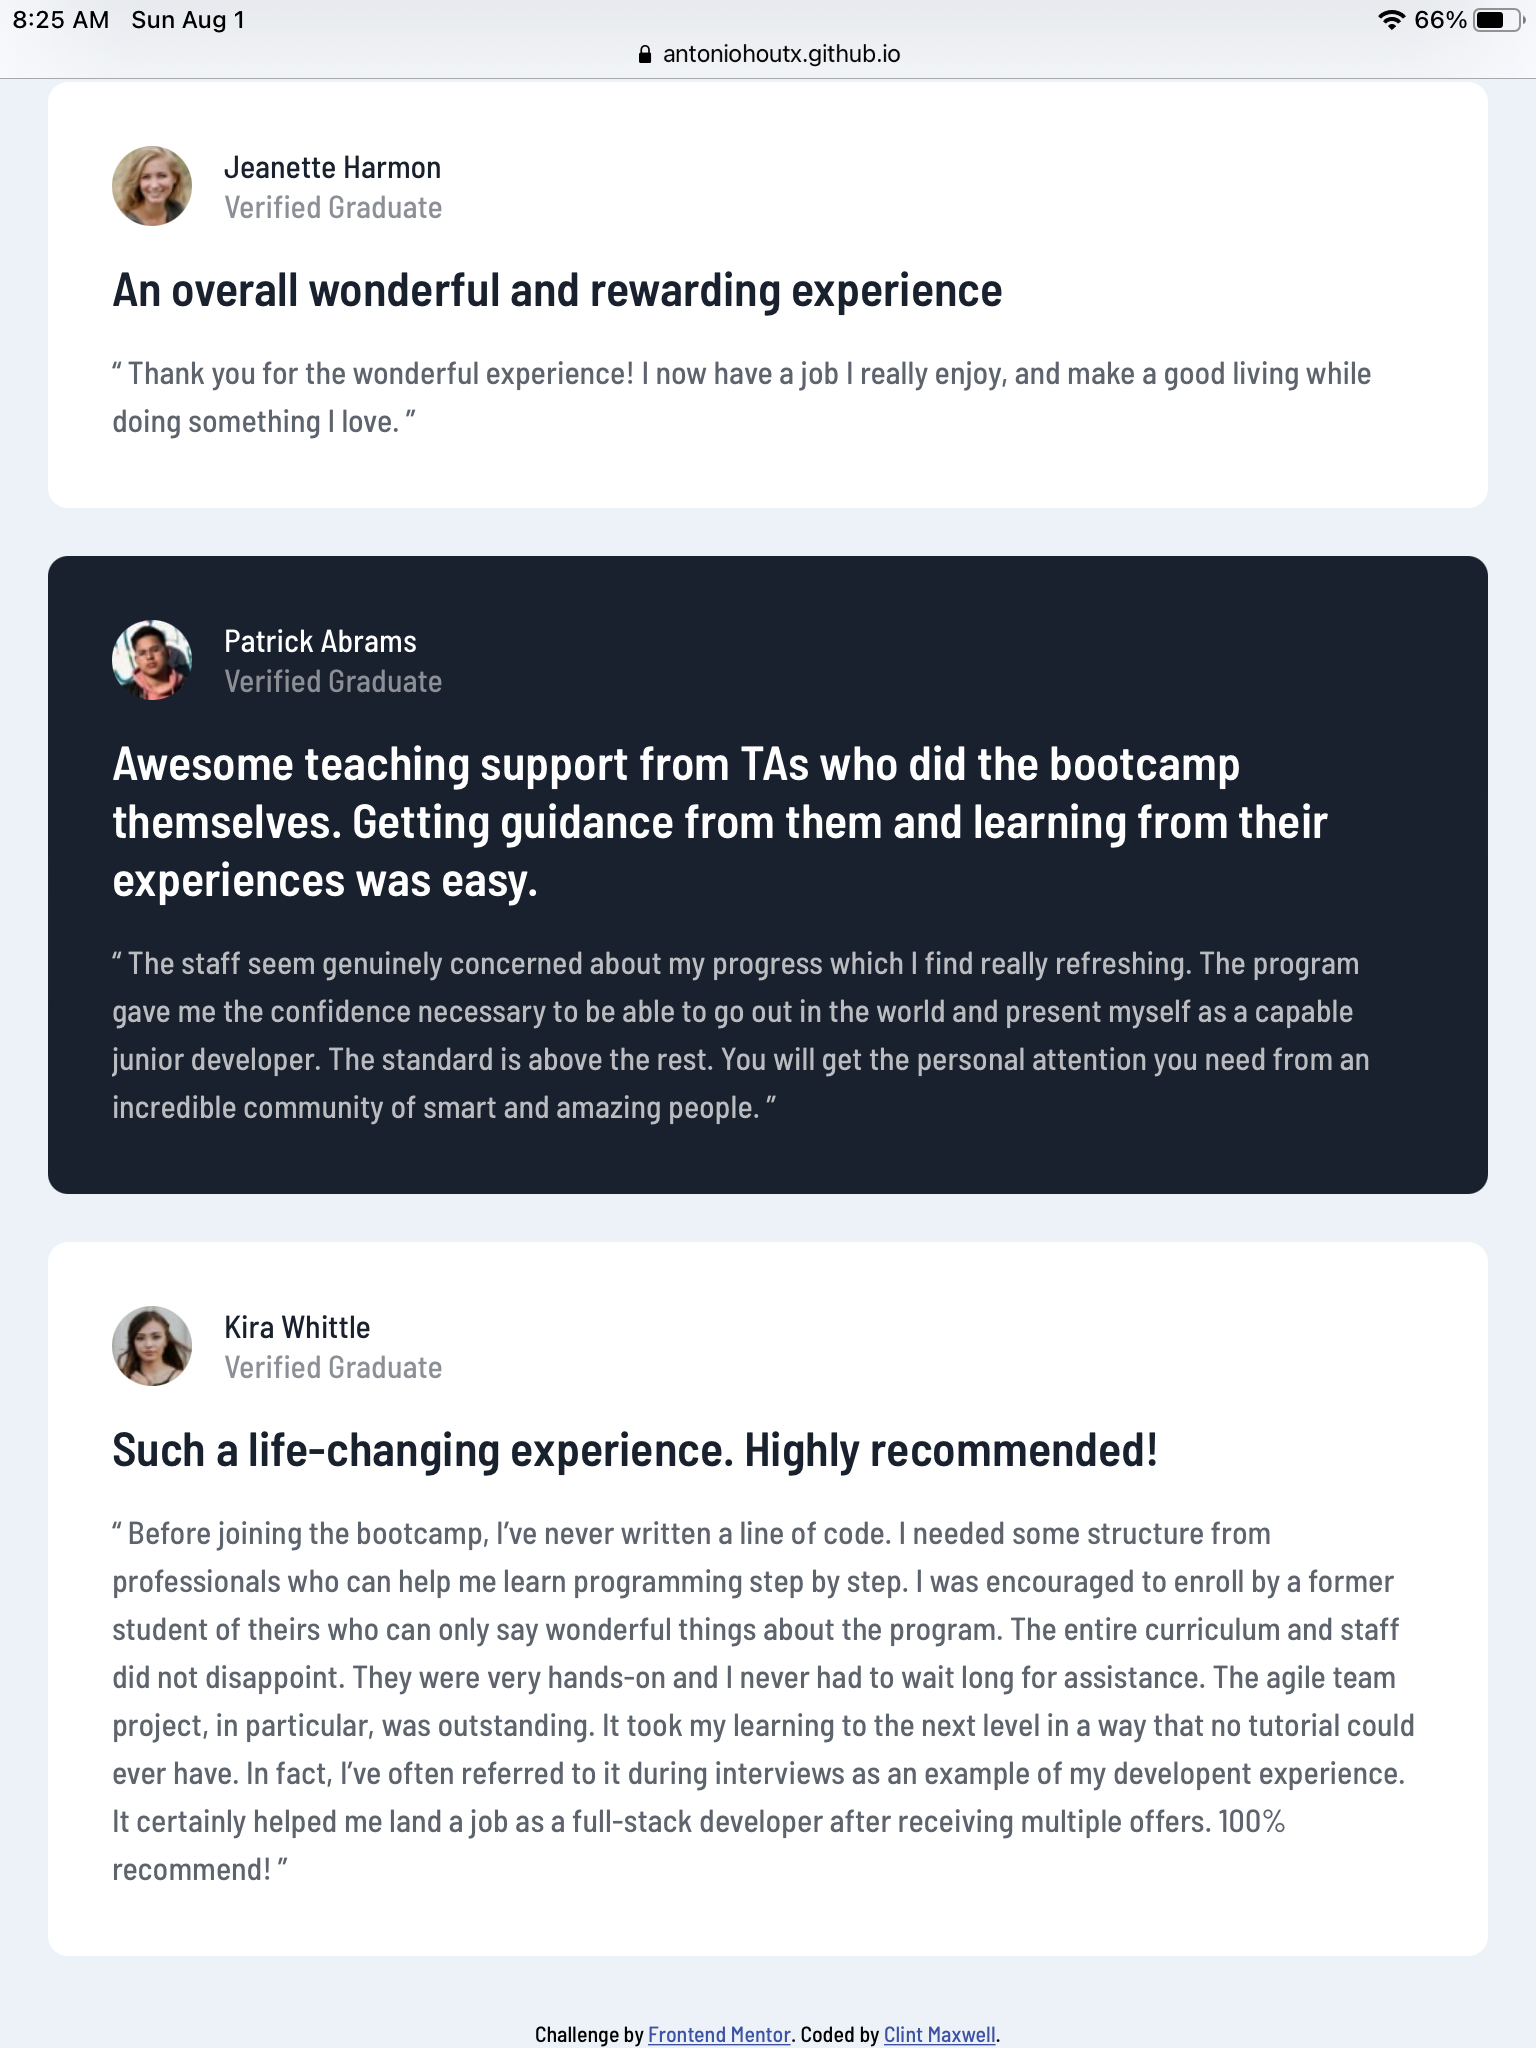 8:25 AM Sun Aug 1 66%
antoniohoutx.github.io
Jeanette Harmon
Verified Graduate
An overall wonderful and rewarding experience
“ Thank you for the wonderful experience! I now have a job I really enjoy, and make a good living while
doing something I love. ”
Patrick Abrams
Verified Graduate
Awesome teaching support from TAs who did the bootcamp
themselves. Getting guidance from them and learning from their
experiences was easy.
“ The staff seem genuinely concerned about my progress which I find really refreshing. The program
gave me the confidence necessary to be able to go out in the world and present myself as a capable
junior developer. The standard is above the rest. You will get the personal attention you need from an
incredible community of smart and amazing people. ”
Kira Whittle
Verified Graduate
Such a life-changing experience. Highly recommended!
“ Before joining the bootcamp, I’ve never written a line of code. I needed some structure from
professionals who can help me learn programming step by step. I was encouraged to enroll by a former
student of theirs who can only say wonderful things about the program. The entire curriculum and staff
did not disappoint. They were very hands-on and I never had to wait long for assistance. The agile team
project, in particular, was outstanding. It took my learning to the next level in a way that no tutorial could
ever have. In fact, I’ve often referred to it during interviews as an example of my developent experience.
It certainly helped me land a job as a full-stack developer after receiving multiple offers. 100%
recommend! ”
Challenge by Frontend Mentor. Coded by Clint Maxwell.